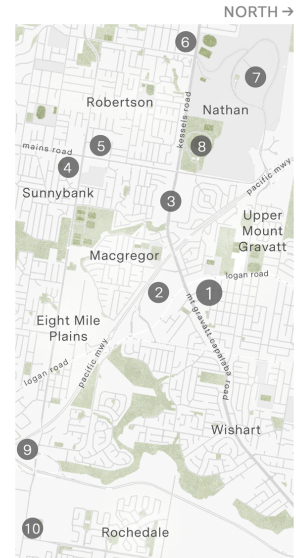 NORTH →
6
7
Robertson
Nathan
kessels road
mains road
5
8
4
pacific mwy
Sunnybank
3
Upper
Mount
Gravatt
Macgregor
logan road
2
1
Eight Mile
Plains
mt gravatt capalaba road
logan road
pacific mwy
Wishart
9
10
Rochedale